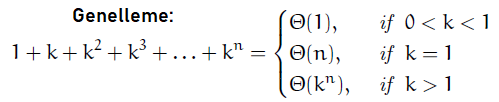 Genelleme:
1 + k + k² + k³ + ... + kⁿ = { Θ(1), if 0 < k < 1
Θ(n), if k = 1
Θ(kⁿ), if k > 1